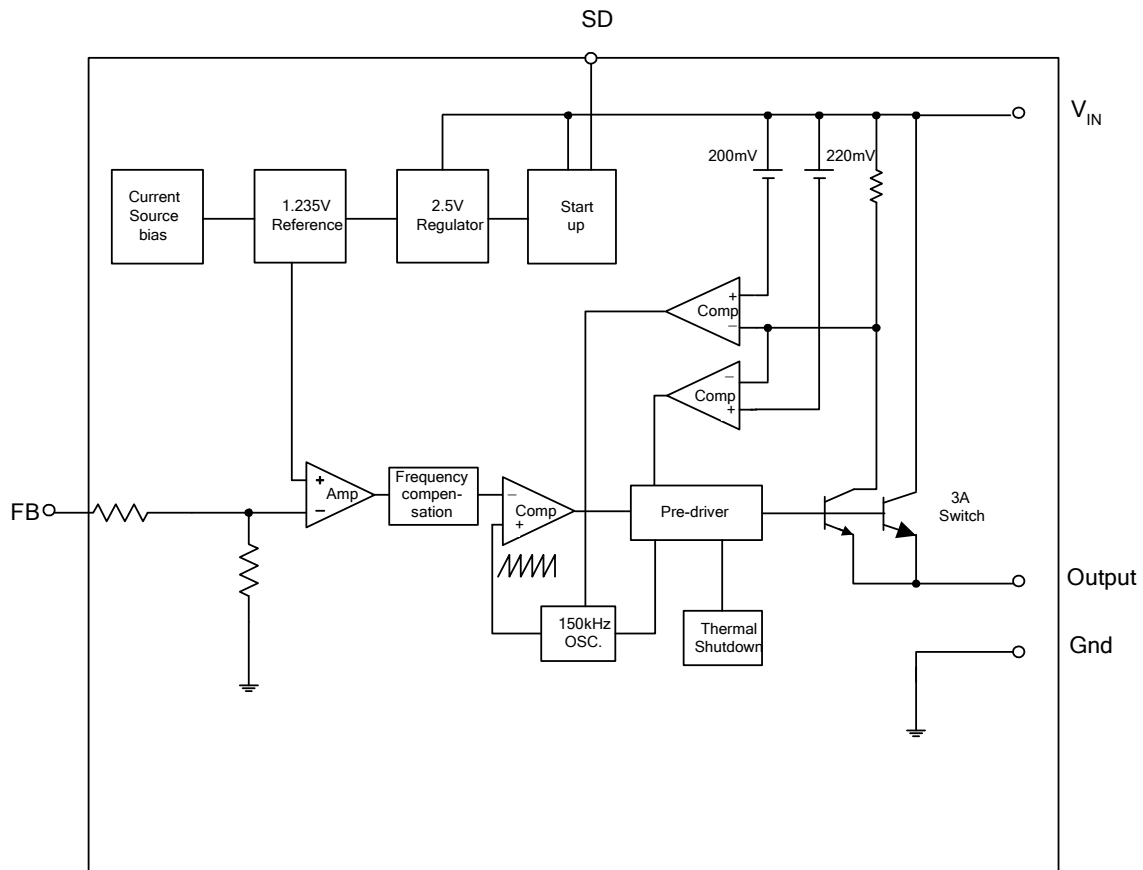 SD
V_IN
200mV
220mV
Current
Source
bias
1.235V
Reference
2.5V
Regulator
Start
up
+
Comp
−
−
Comp
+
+
Amp
−
Frequency
compen-
sation
−
Comp
+
Pre-driver
3A
Switch
FB
Output
150kHz
OSC.
Thermal
Shutdown
Gnd